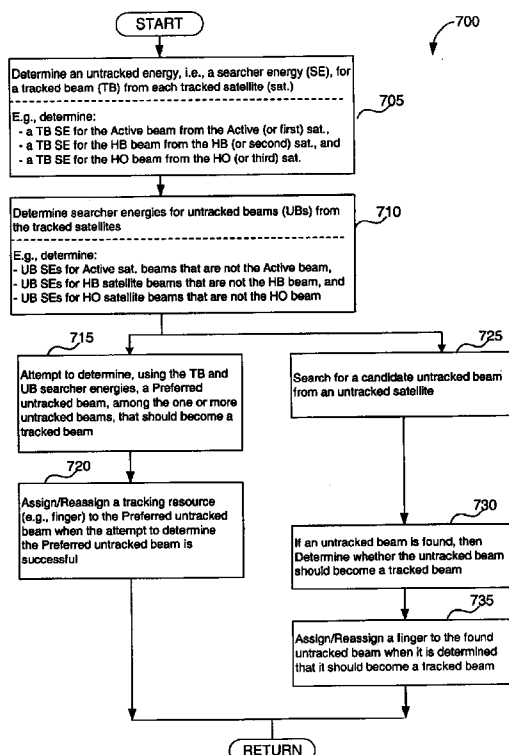 START
700
Determine an untracked energy, i.e., a searcher energy (SE), for
a tracked beam (TB) from each tracked satellite (sat.)
E.g., determine:
- a TB SE for the Active beam from the Active (or first) sat.,
- a TB SE for the HB beam from the HB (or second) sat., and
- a TB SE for the HO beam from the HO (or third) sat.
705
Determine searcher energies for untracked beams (UBs) from
the tracked satellites
E.g., determine:
- UB SEs for Active sat. beams that are not the Active beam,
- UB SEs for HB satellite beams that are not the HB beam, and
- UB SEs for HO satellite beams that are not the HO beam
710
715
Attempt to determine, using the TB and
UB searcher energies, a Preferred
untracked beam, among the one or more
untracked beams, that should become a
tracked beam
720
Assign/Reassign a tracking resource
(e.g., finger) to the Preferred untracked
beam when the attempt to determine
the Preferred untracked beam is
successful
725
Search for a candidate untracked beam
from an untracked satellite
730
If an untracked beam is found, then
Determine whether the untracked beam
should become a tracked beam
735
Assign/Reassign a finger to the found
untracked beam when it is determined
that it should become a tracked beam
RETURN